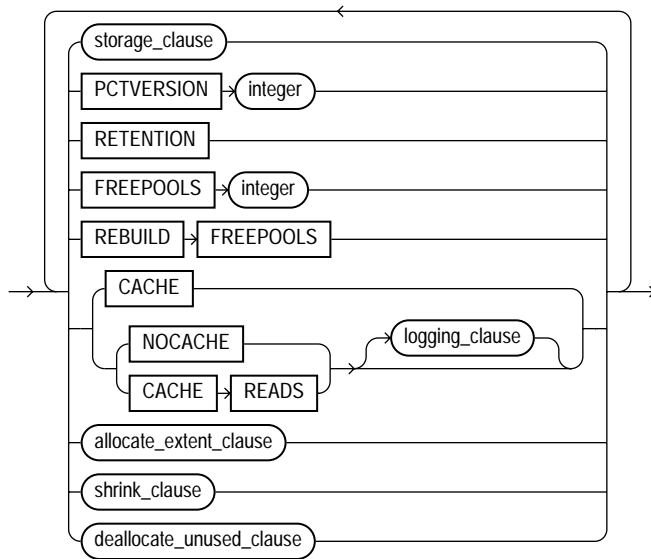 storage_clause
PCTVERSION integer
RETENTION
FREEPOOLS integer
REBUILD FREEPOOLS
CACHE
NOCACHE logging_clause
CACHE READS
allocate_extent_clause
shrink_clause
deallocate_unused_clause